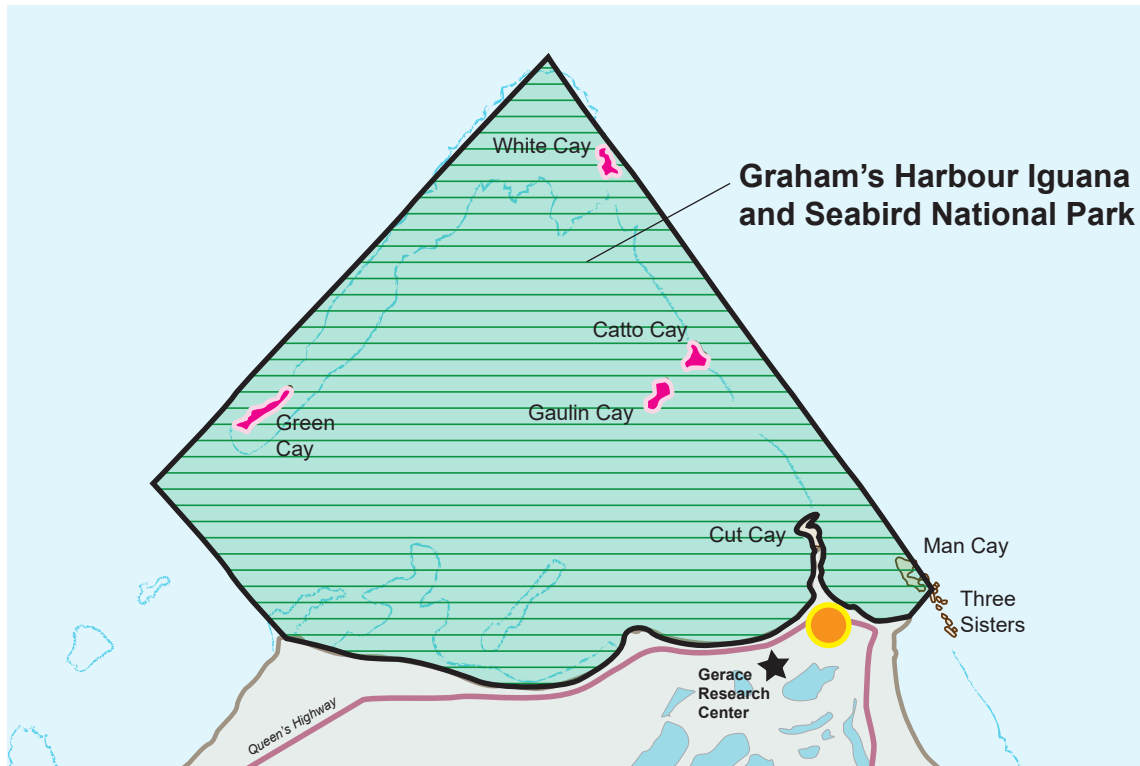 White Cay
Graham's Harbour Iguana
and Seabird National Park
Catto Cay
Gaulin Cay
Green
Cay
Cut Cay
Man Cay
Three
Sisters
Gerace
Research
Center
Queen's Highway